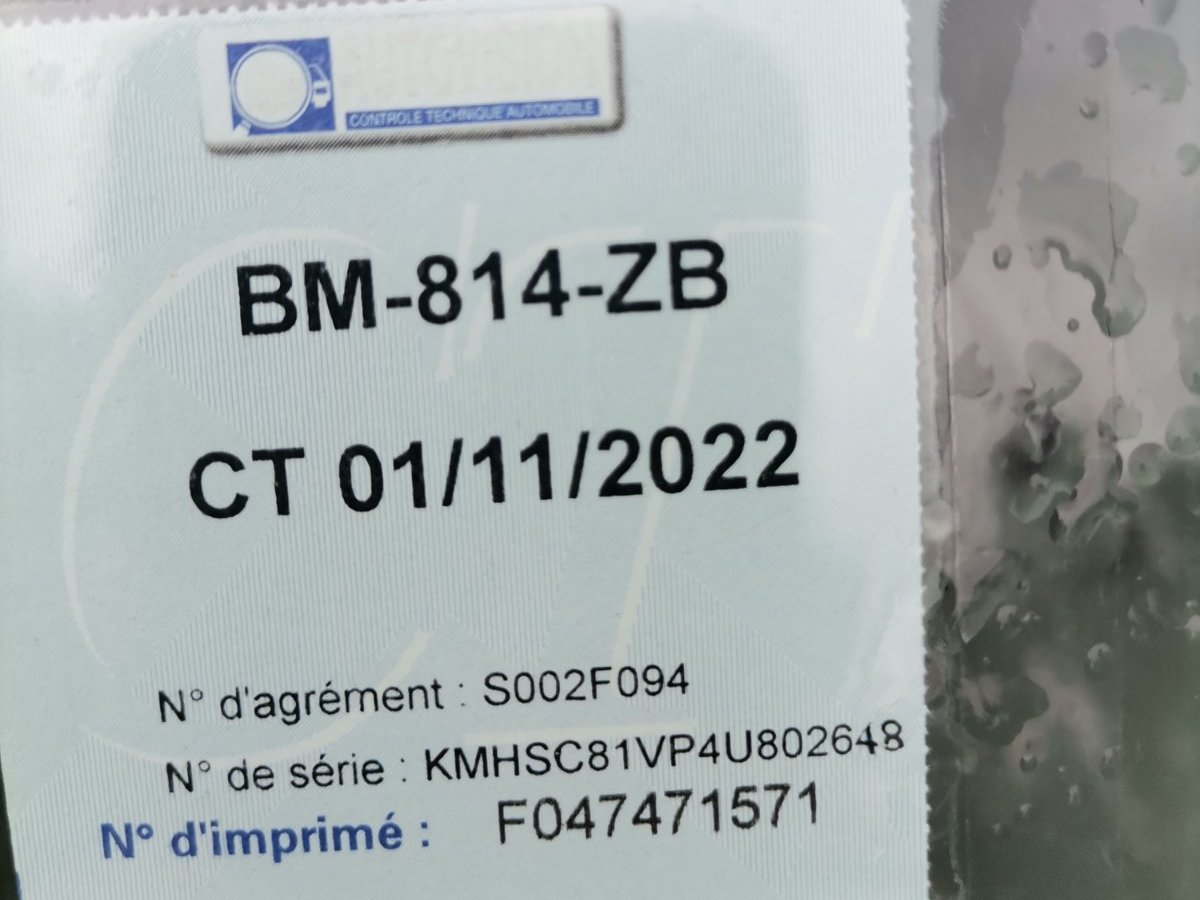 CONTROLE TECHNIQUE AUTOMOBILE
BM-814-ZB
CT 01/11/2022
N° d'agrément : S002F094
N° de série : KMHSC81VP4U802648
N° d'imprimé : F047471571